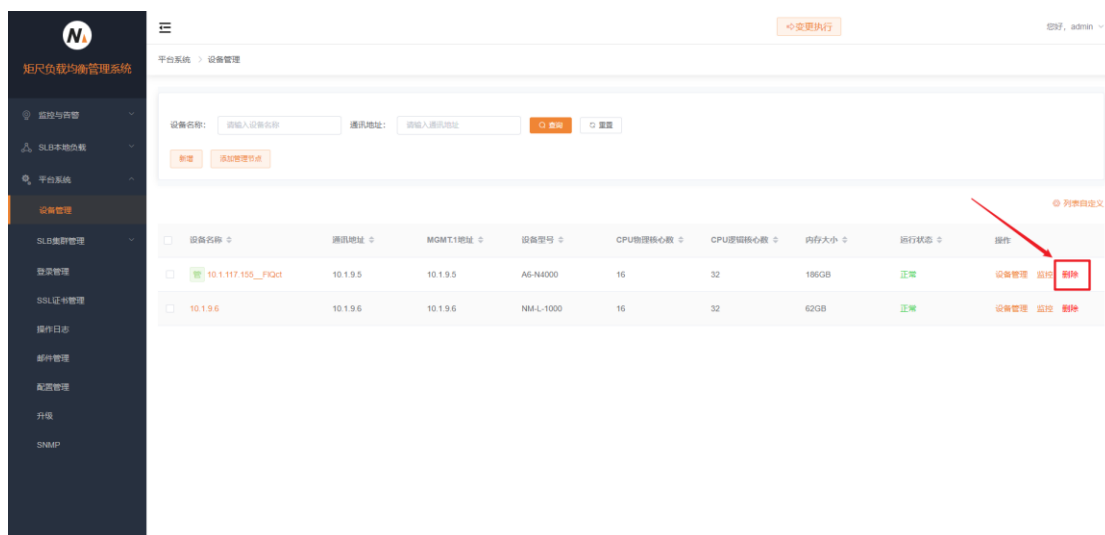 变更执行
您好，admin
矩尺负载均衡管理系统
平台系统 > 设备管理
监控与告警
SLB本地负载
平台系统
设备管理
SLB集群管理
登录管理
SSL证书管理
操作日志
邮件管理
配置管理
升级
SNMP
设备名称： 请输入设备名称 通讯地址： 请输入通讯地址 查询 重置
新增 添加管理节点
列表自定义
设备名称 通讯地址 MGMT.1地址 设备型号 CPU物理核心数 CPU逻辑核心数 内存大小 运行状态 操作
管 10.1.117.155__FIQct 10.1.9.5 10.1.9.5 A6-N4000 16 32 186GB 正常 设备管理 监控 删除
10.1.9.6 10.1.9.6 10.1.9.6 NM-L-1000 16 32 62GB 正常 设备管理 监控 删除